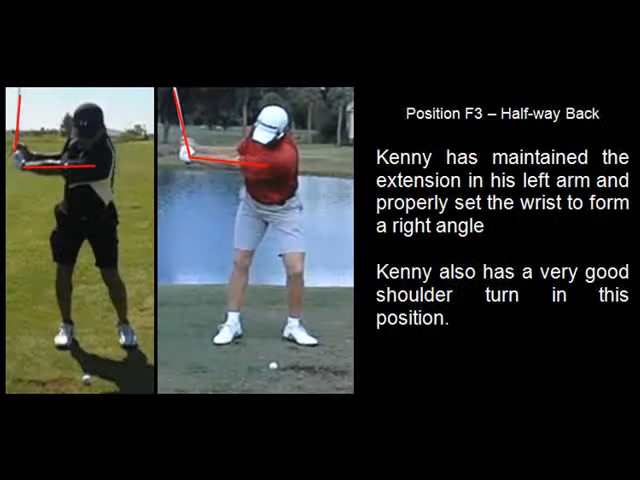 Position F3 – Half-way Back
Kenny has maintained the
extension in his left arm and
properly set the wrist to form
a right angle
Kenny also has a very good
shoulder turn in this
position.